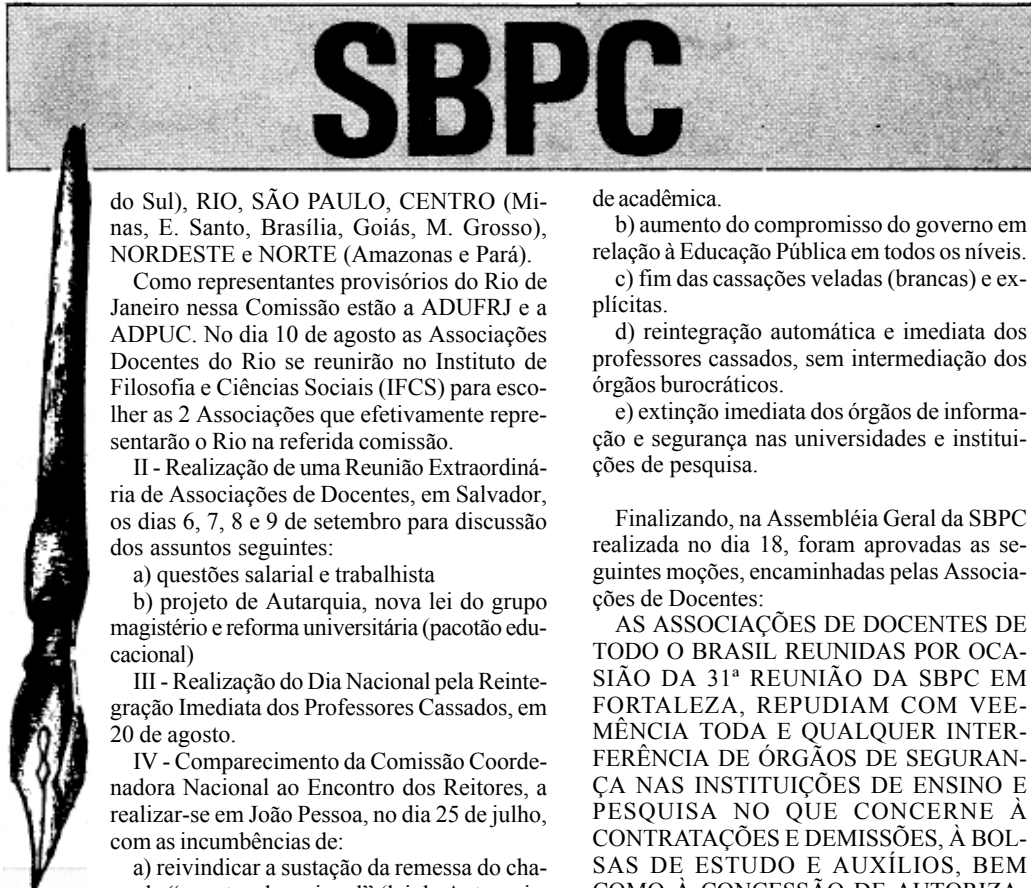 SBPC
do Sul), RIO, SÃO PAULO, CENTRO (Mi-
nas, E. Santo, Brasília, Goiás, M. Grosso),
NORDESTE e NORTE (Amazonas e Pará).
Como representantes provisórios do Rio de
Janeiro nessa Comissão estão a ADUFRJ e a
ADPUC. No dia 10 de agosto as Associações
Docentes do Rio se reunirão no Instituto de
Filosofia e Ciências Sociais (IFCS) para esco-
lher as 2 Associações que efetivamente repre-
sentarão o Rio na referida comissão.
II - Realização de uma Reunião Extraordiná-
ria de Associações de Docentes, em Salvador,
os dias 6, 7, 8 e 9 de setembro para discussão
dos assuntos seguintes:
a) questões salarial e trabalhista
b) projeto de Autarquia, nova lei do grupo
magistério e reforma universitária (pacotão edu-
cacional)
III - Realização do Dia Nacional pela Reinte-
gração Imediata dos Professores Cassados, em
20 de agosto.
IV - Comparecimento da Comissão Coorde-
nadora Nacional ao Encontro dos Reitores, a
realizar-se em João Pessoa, no dia 25 de julho,
com as incumbências de:
a) reivindicar a sustação da remessa do cha-
de acadêmica.
b) aumento do compromisso do governo em
relação à Educação Pública em todos os níveis.
c) fim das cassações veladas (brancas) e ex-
plícitas.
d) reintegração automática e imediata dos
professores cassados, sem intermediação dos
órgãos burocráticos.
e) extinção imediata dos órgãos de informa-
ção e segurança nas universidades e institui-
ções de pesquisa.
Finalizando, na Assembléia Geral da SBPC
realizada no dia 18, foram aprovadas as se-
guintes moções, encaminhadas pelas Associa-
ções de Docentes:
AS ASSOCIAÇÕES DE DOCENTES DE
TODO O BRASIL REUNIDAS POR OCA-
SIÃO DA 31ª REUNIÃO DA SBPC EM
FORTALEZA, REPUDIAM COM VEE-
MÊNCIA TODA E QUALQUER INTER-
FERÊNCIA DE ÓRGÃOS DE SEGURAN-
ÇA NAS INSTITUIÇÕES DE ENSINO E
PESQUISA NO QUE CONCERNE À
CONTRATAÇÕES E DEMISSÕES, À BOL-
SAS DE ESTUDO E AUXÍLIOS, BEM
COMO À CONCESSÃO DE AUTORIZA-